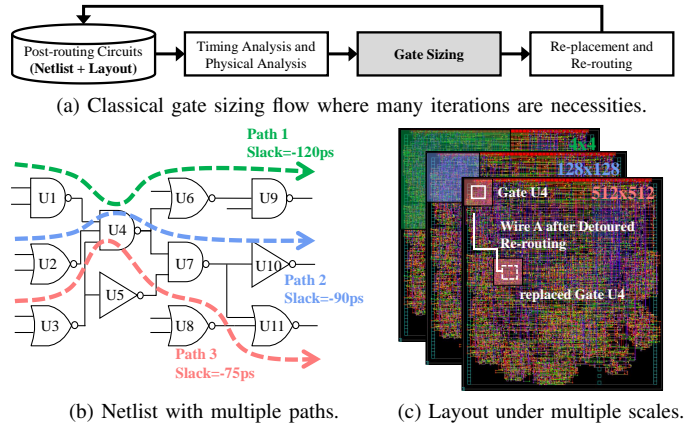 Post-routing Circuits
(Netlist + Layout)
Timing Analysis and
Physical Analysis
Gate Sizing
Re-placement and
Re-routing
(a) Classical gate sizing flow where many iterations are necessities.
Path 1
Slack=-120ps
U1
U2
U3
U4
U5
U6
U7
U8
U9
U10
U11
Path 2
Slack=-90ps
Path 3
Slack=-75ps
(b) Netlist with multiple paths.
4x4
128x128
512x512
Gate U4
Wire A after Detoured
Re-routing
replaced Gate U4
(c) Layout under multiple scales.